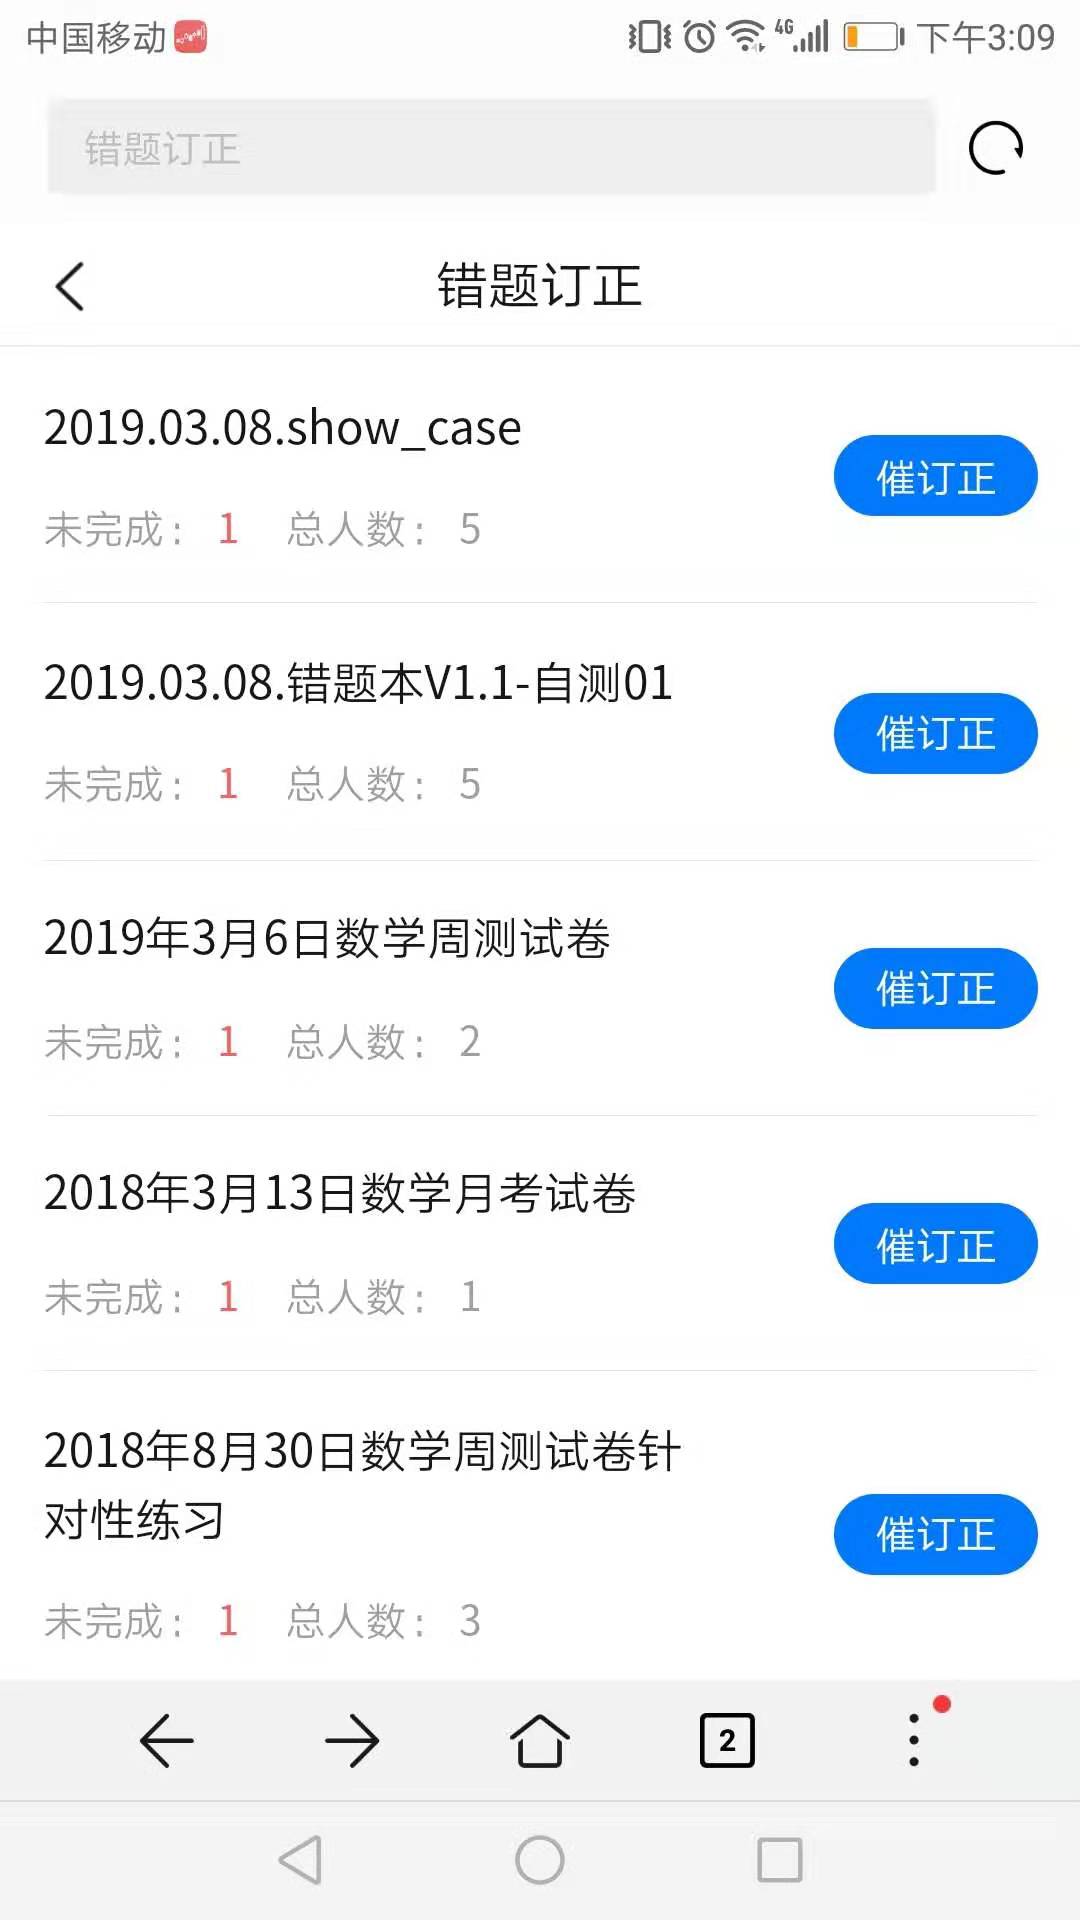 中国移动 4G 下午3:09
错题订正
错题订正
2019.03.08.show_case
催订正
未完成: 1 总人数: 5
2019.03.08.错题本V1.1-自测01
催订正
未完成: 1 总人数: 5
2019年3月6日数学周测试卷
催订正
未完成: 1 总人数: 2
2018年3月13日数学月考试卷
催订正
未完成: 1 总人数: 1
2018年8月30日数学周测试卷针
对性练习
催订正
未完成: 1 总人数: 3
2